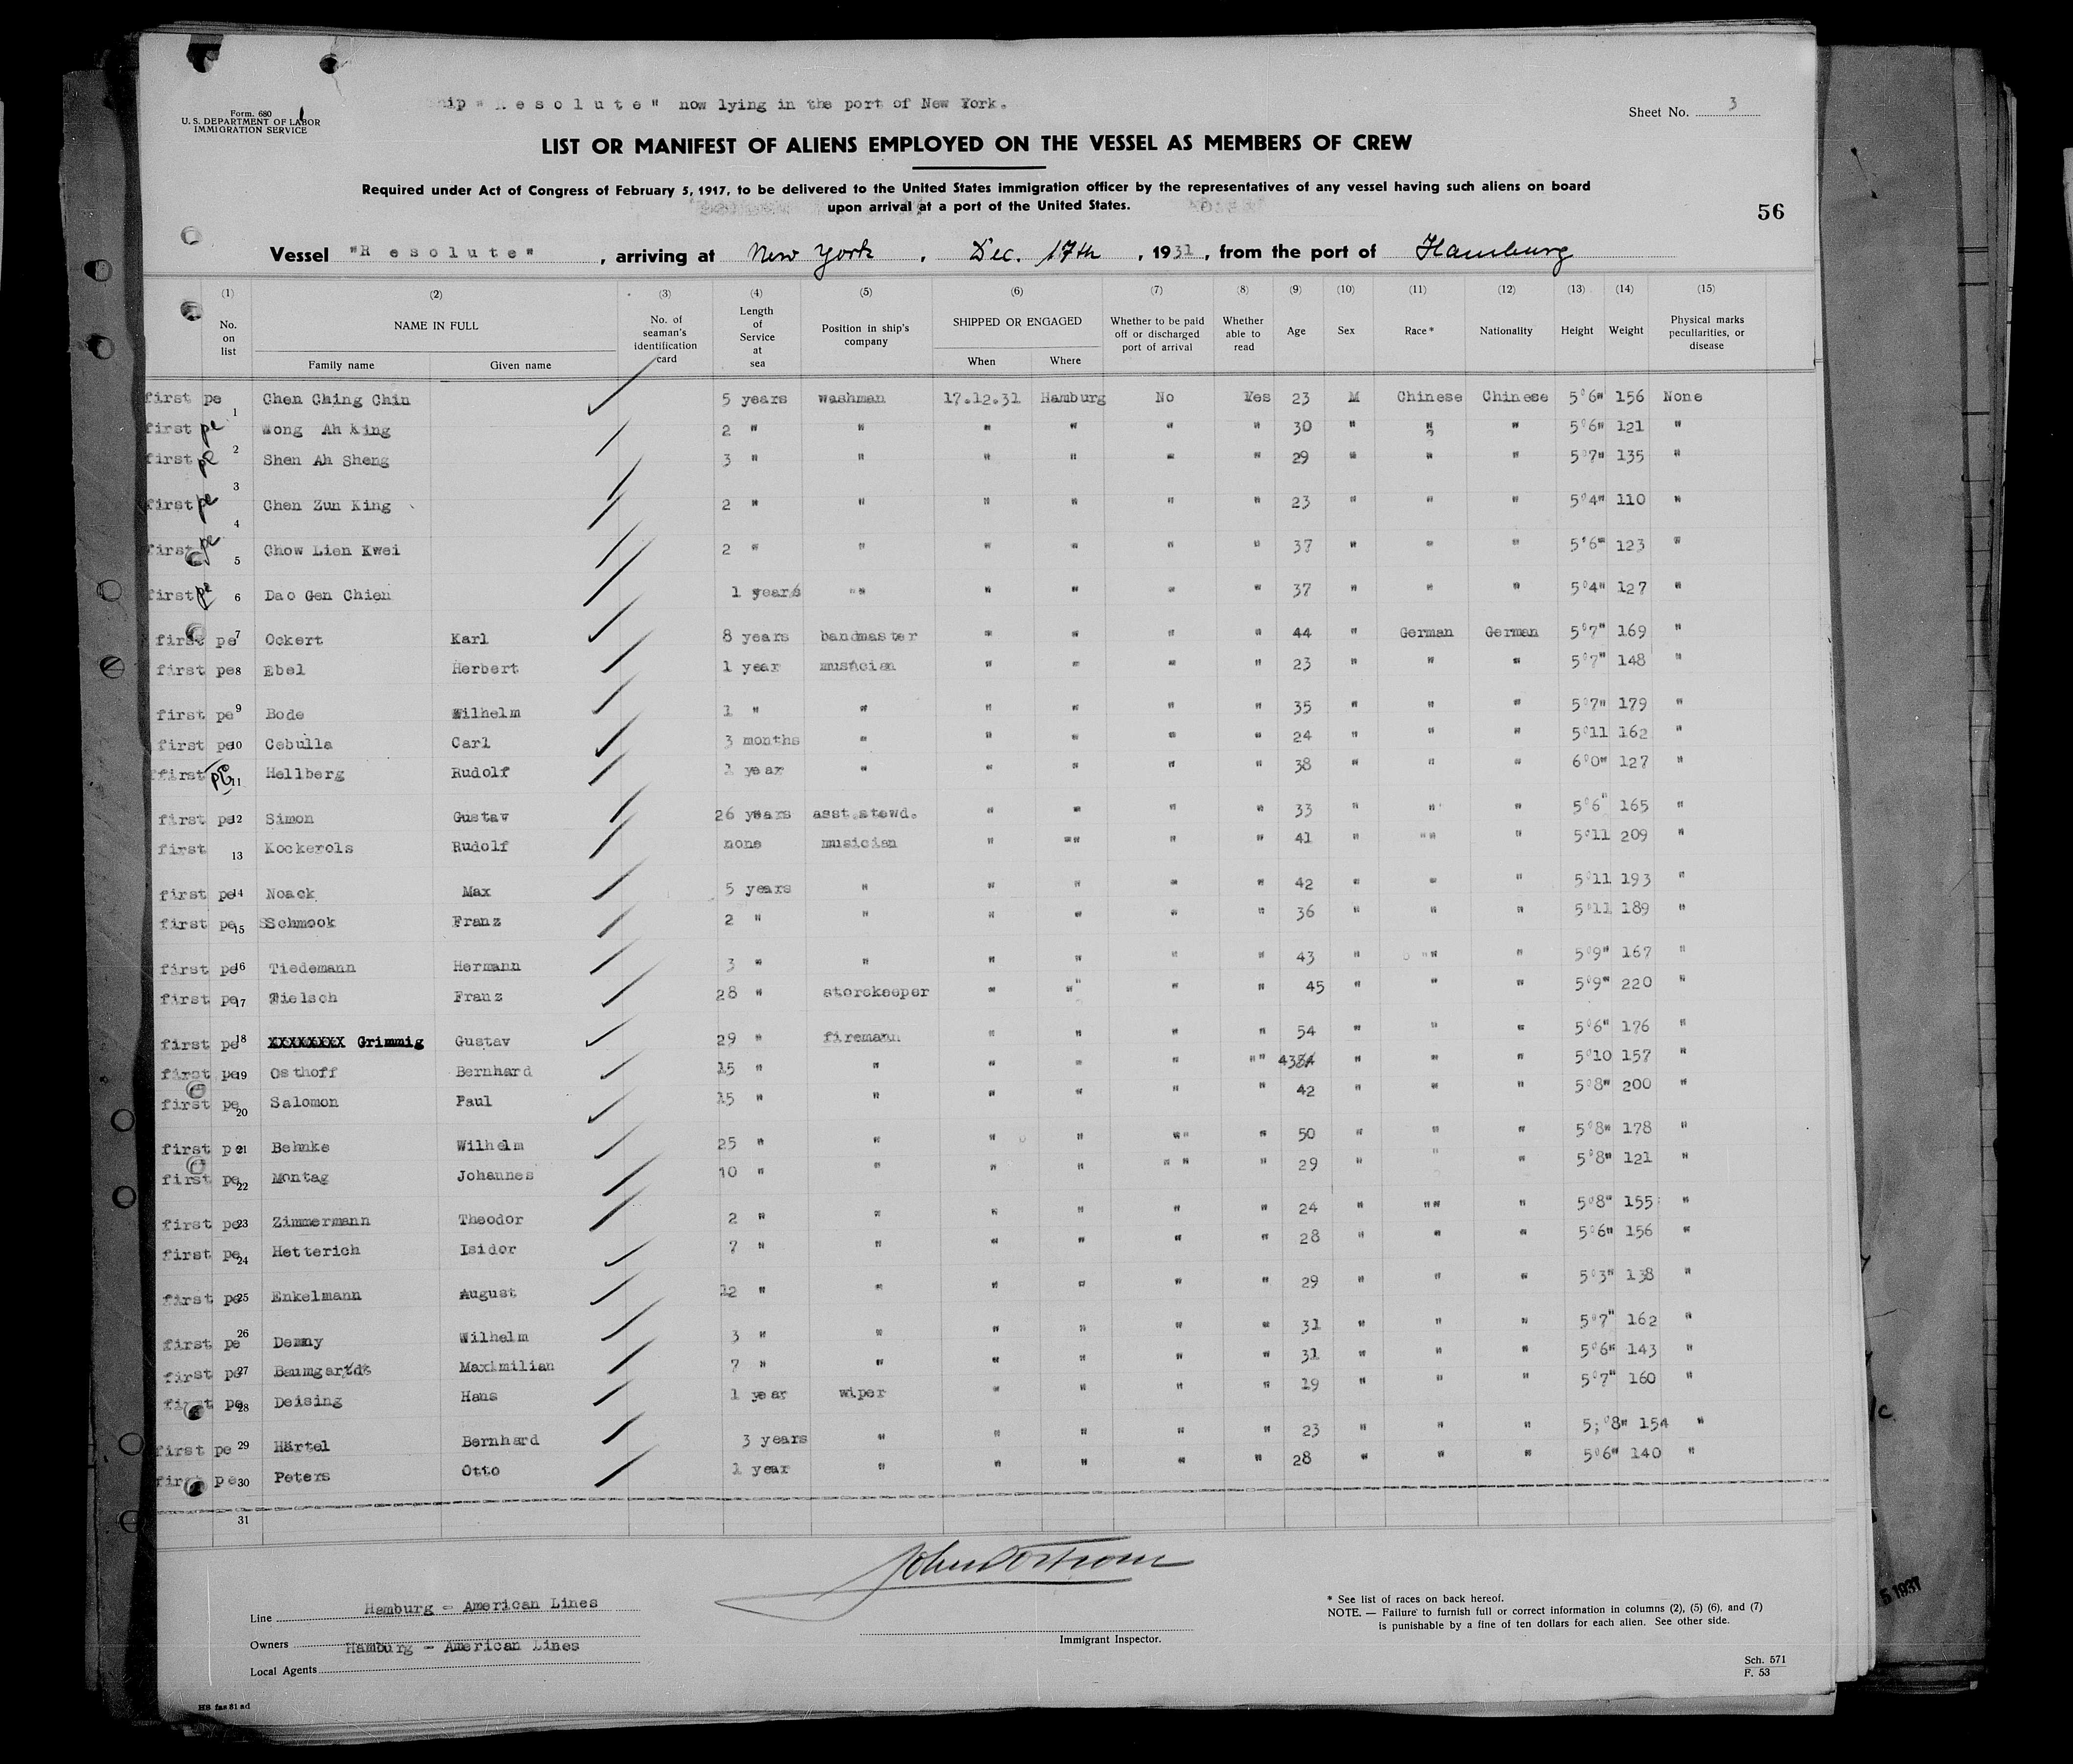 Ship "Resolute" now lying in the port of New York.
Form. 680
U.S. DEPARTMENT OF LABOR
IMMIGRATION SERVICE
Sheet No. 3
LIST OR MANIFEST OF ALIENS EMPLOYED ON THE VESSEL AS MEMBERS OF CREW
Required under Act of Congress of February 5, 1917, to be delivered to the United States immigration officer by the representatives of any vessel having such aliens on board
upon arrival at a port of the United States.
56
Vessel "Resolute", arriving at New York, Dec. 17th, 1931, from the port of Hamburg
(1) (2) (3) (4) (5) (6) (7) (8) (9) (10) (11) (12) (13) (14) (15)
No. on list NAME IN FULL Family name Given name No. of seaman's identification card Length of Service at sea Position in ship's company SHIPPED OR ENGAGED When Where Whether to be paid off or discharged port of arrival Whether able to read Age Sex Race* Nationality Height Weight Physical marks peculiarities, or disease
first pe 1 Chen Ching Chin 5 years washman 17.12.31 Hamburg No Yes 23 M Chinese Chinese 5°6" 156 None
first pe 2 Wong Ah King 2 " " " " " " 30 " " " 5°6" 121 "
first pe 3 Shen Ah Sheng 3 " " " " " " 29 " " " 5°7" 135 "
first pe 4 Chen Zun King 2 " " " " " " 23 " " " 5°4" 110 "
first pe 5 Chow Lien Kwei 2 " " " " " " 37 " " " 5°6" 123 "
first pe 6 Dao Gen Chien 1 years "" " " " " 37 " " " 5°4" 127 "
first pe 7 Ockert Karl 8 years bandmaster " " " " 44 " German German 5°7" 169 "
first pe 8 Ebel Herbert 1 year musician " " " " 23 " " " 5°7" 148 "
first pe 9 Bode Wilhelm 1 " " " " " " 35 " " " 5°7" 179 "
first pe 10 Cebulla Carl 3 months " " " " " 24 " " " 5°11 162 "
first pe 11 Hellberg Rudolf 1 year " " " " " 38 " " " 6°0" 127 "
first pe 12 Simon Gustav 26 years asst.stewd. " " " " 33 " " " 5°6" 165 "
first 13 Kockerols Rudolf none musician " "" " " 41 " "" " 5°11 209 "
first pe 14 Noack Max 5 years " " " " " 42 " " " 5°11 193 "
first pe 15 Schmook Franz 2 " " " " " " 36 " " " 5°11 189 "
first pe 16 Tiedemann Hermann 3 " " " " " " 43 " "" " 5°9" 167 "
first pe 17 Tielsch Franz 28 " storekeeper " "" " " 45 " " " 5°9" 220 "
first pe 18 XXXXXXXX Grimmig Gustav 29 " firemann " " " " 54 " " " 5°6" 176 "
first pe 19 Osthoff Bernhard 15 " " " " " "" 43 " " " 5°10 157 "
first pe 20 Salomon Paul 15 " " " " " " 42 " " " 5°8" 200 "
first pe 21 Behnke Wilhelm 25 " " " " "" " 50 " " " 5°8" 178 "
first pe 22 Montag Johannes 10 " " " " "" " 29 " " " 5°8" 121 "
first pe 23 Zimmermann Theodor 2 " " " " " " 24 " "" " 5°8" 155 "
first pe 24 Hetterich Isidor 7 " " " " " " 28 " " " 5°6" 156 "
first pe 25 Enkelmann August 12 " " " " " " 29 " " " 5°3" 138 "
first pe 26 Demny Wilhelm 3 " " " " " " 31 " " " 5°7" 162 "
first pe 27 Baumgardt Maximilian 7 " " " " " " 31 " " " 5°6" 143 "
first pe 28 Deising Hans 1 year wiper " " " " 19 " " " 5°7" 160 "
first pe 29 Härtel Bernhard 3 years " " " " " 23 " " " 5;°8" 154 "
first pe 30 Peters Otto 1 year " " " " " 28 " " " 5°6" 140 "
31
Line Hamburg - American Lines
Owners Hamburg - American Lines
Local Agents
Immigrant Inspector.
* See list of races on back hereof.
NOTE. — Failure to furnish full or correct information in columns (2), (5) (6), and (7)
is punishable by a fine of ten dollars for each alien. See other side.
Sch. 571
F. 53
5 1931